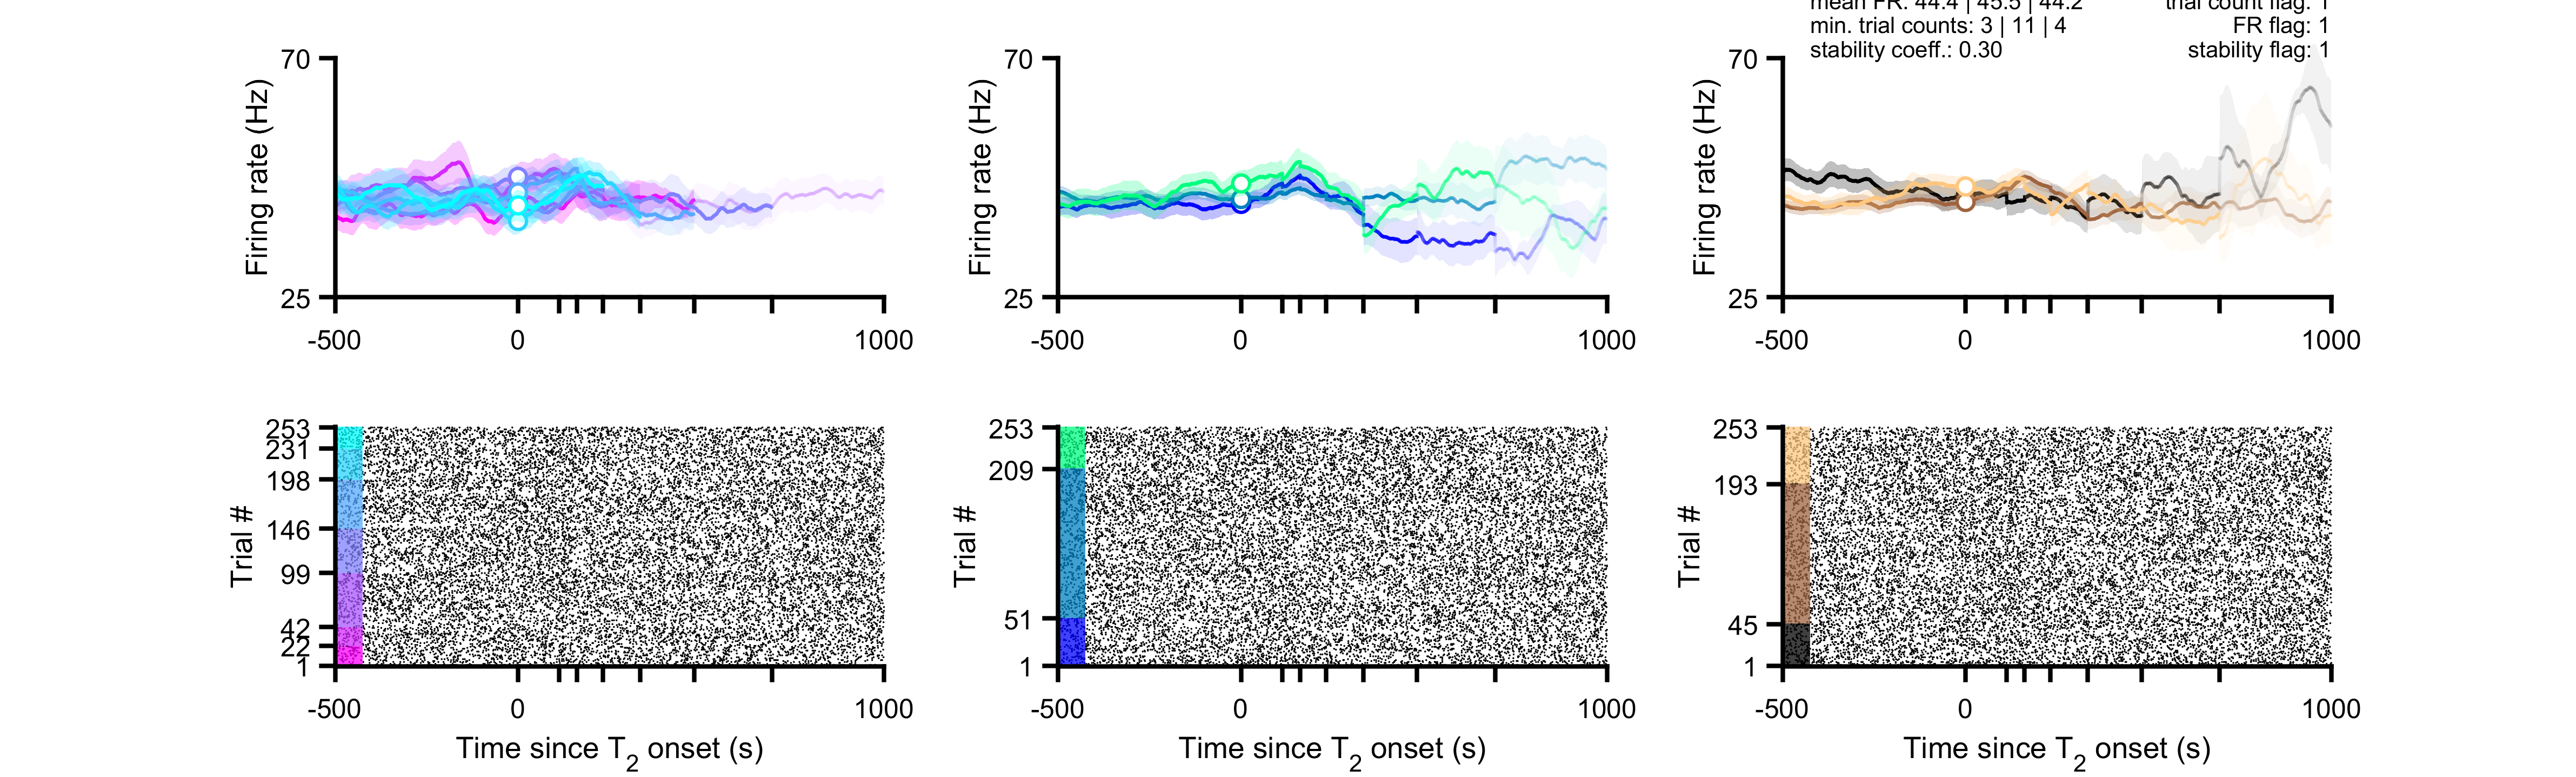 mean FR: 44.4 | 45.5 | 44.2 trial count flag: 1
min. trial counts: 3 | 11 | 4 FR flag: 1
stability coeff.: 0.30 stability flag: 1
70
25
Firing rate (Hz)
-500 0 1000
70
25
Firing rate (Hz)
-500 0 1000
70
25
Firing rate (Hz)
-500 0 1000
253
231
198
146
99
42
22
1
Trial #
-500 0 1000
Time since T2 onset (s)
253
209
51
1
Trial #
-500 0 1000
Time since T2 onset (s)
253
193
45
1
Trial #
-500 0 1000
Time since T2 onset (s)